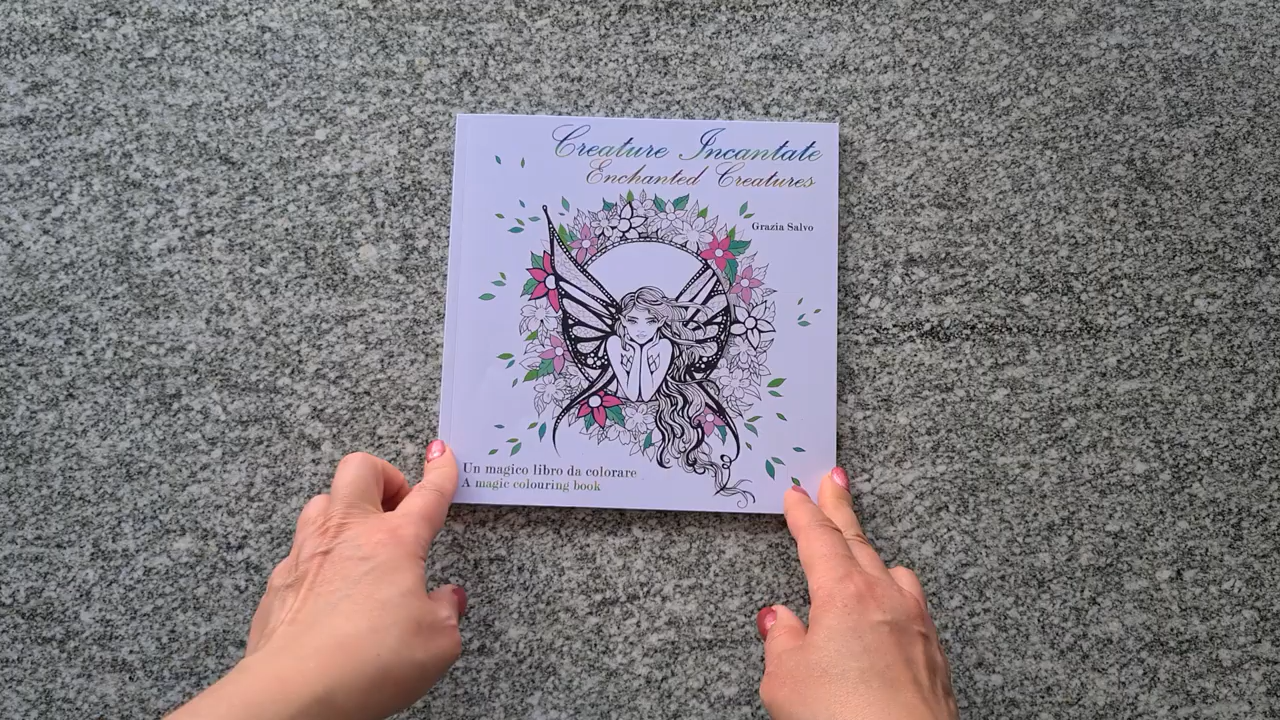 Creature Incantate
Enchanted Creatures
Grazia Salvo
Un magico libro da colorare
A magic colouring book